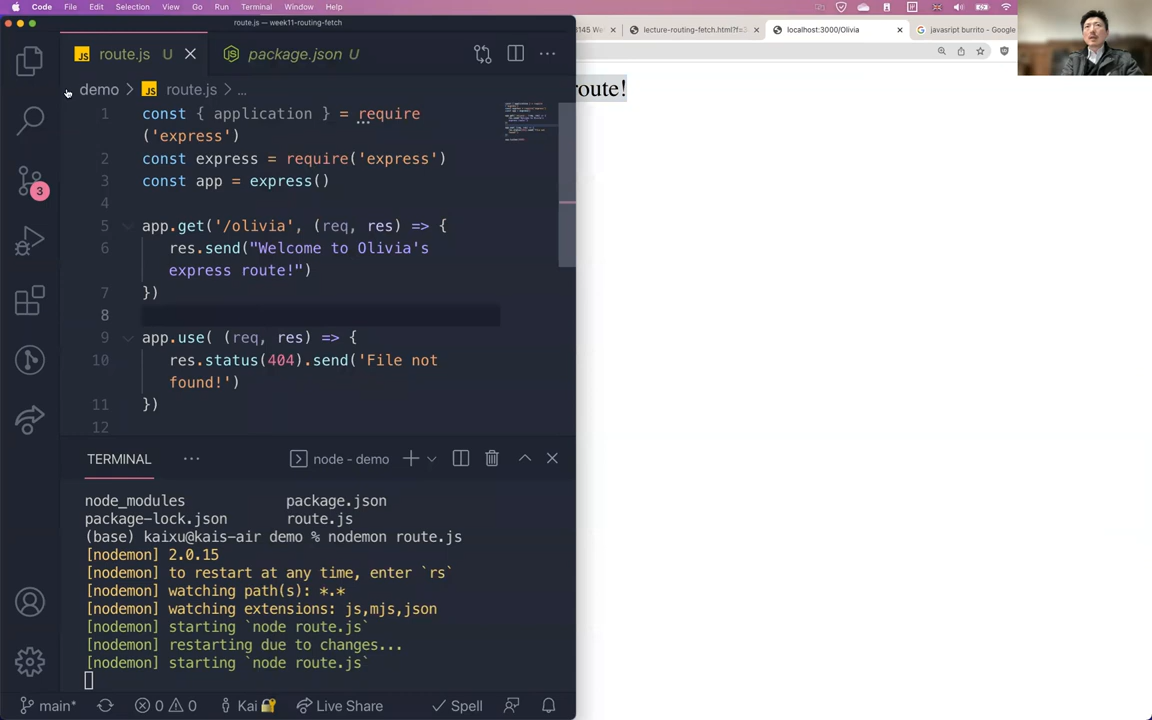 Code File Edit Selection View Go Run Terminal Window Help
route.js — week11-routing-fetch
JS route.js U
package.json U
demo > JS route.js > ...
1 const { application } = require
('express')
2 const express = require('express')
3 const app = express()
4
5 app.get('/olivia', (req, res) => {
6 res.send("Welcome to Olivia's
express route!")
7 })
8
9 app.use( (req, res) => {
10 res.status(404).send('File not
found!')
11 })
12
3
TERMINAL ... node - demo
node_modules package.json
package-lock.json route.js
(base) kaixu@kais-air demo % nodemon route.js
[nodemon] 2.0.15
[nodemon] to restart at any time, enter `rs`
[nodemon] watching path(s): *.*
[nodemon] watching extensions: js,mjs,json
[nodemon] starting `node route.js`
[nodemon] restarting due to changes...
[nodemon] starting `node route.js`
main* 0 0 Kai Live Share Spell
lecture-routing-fetch.html?f=
localhost:3000/Olivia
javasript burrito - Google
route!